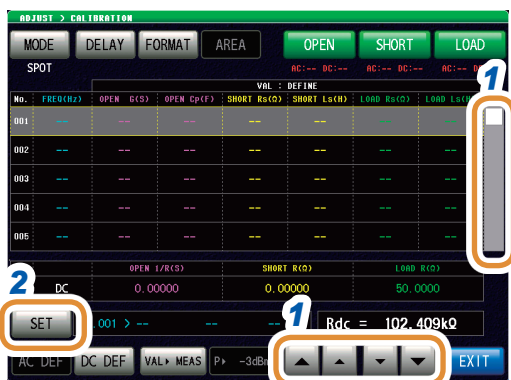 ADJUST > CALIBRATION
MODE DELAY FORMAT AREA OPEN SHORT LOAD
SPOT AC:-- DC:-- AC:-- DC:-- AC:--
1
VAL : DEFINE
No. FREQ(Hz) OPEN G(S) OPEN Cp(F) SHORT Rs(Ω) SHORT Ls(H) LOAD Rs(Ω) LOAD Ls(H)
001 -- -- -- -- -- -- --
002 -- -- -- -- -- -- --
003 -- -- -- -- -- -- --
004 -- -- -- -- -- -- --
005 -- -- -- -- -- -- --
OPEN 1/R(S) SHORT R(Ω) LOAD R(Ω)
2
DC 0.00000 0.00000 50.0000
SET 001 > -- -- -- 1 Rdc = 102.409kΩ
AC DEF DC DEF VAL▸ MEAS P▸ -3dBm ▲ ▲ ▼ ▼ EXIT